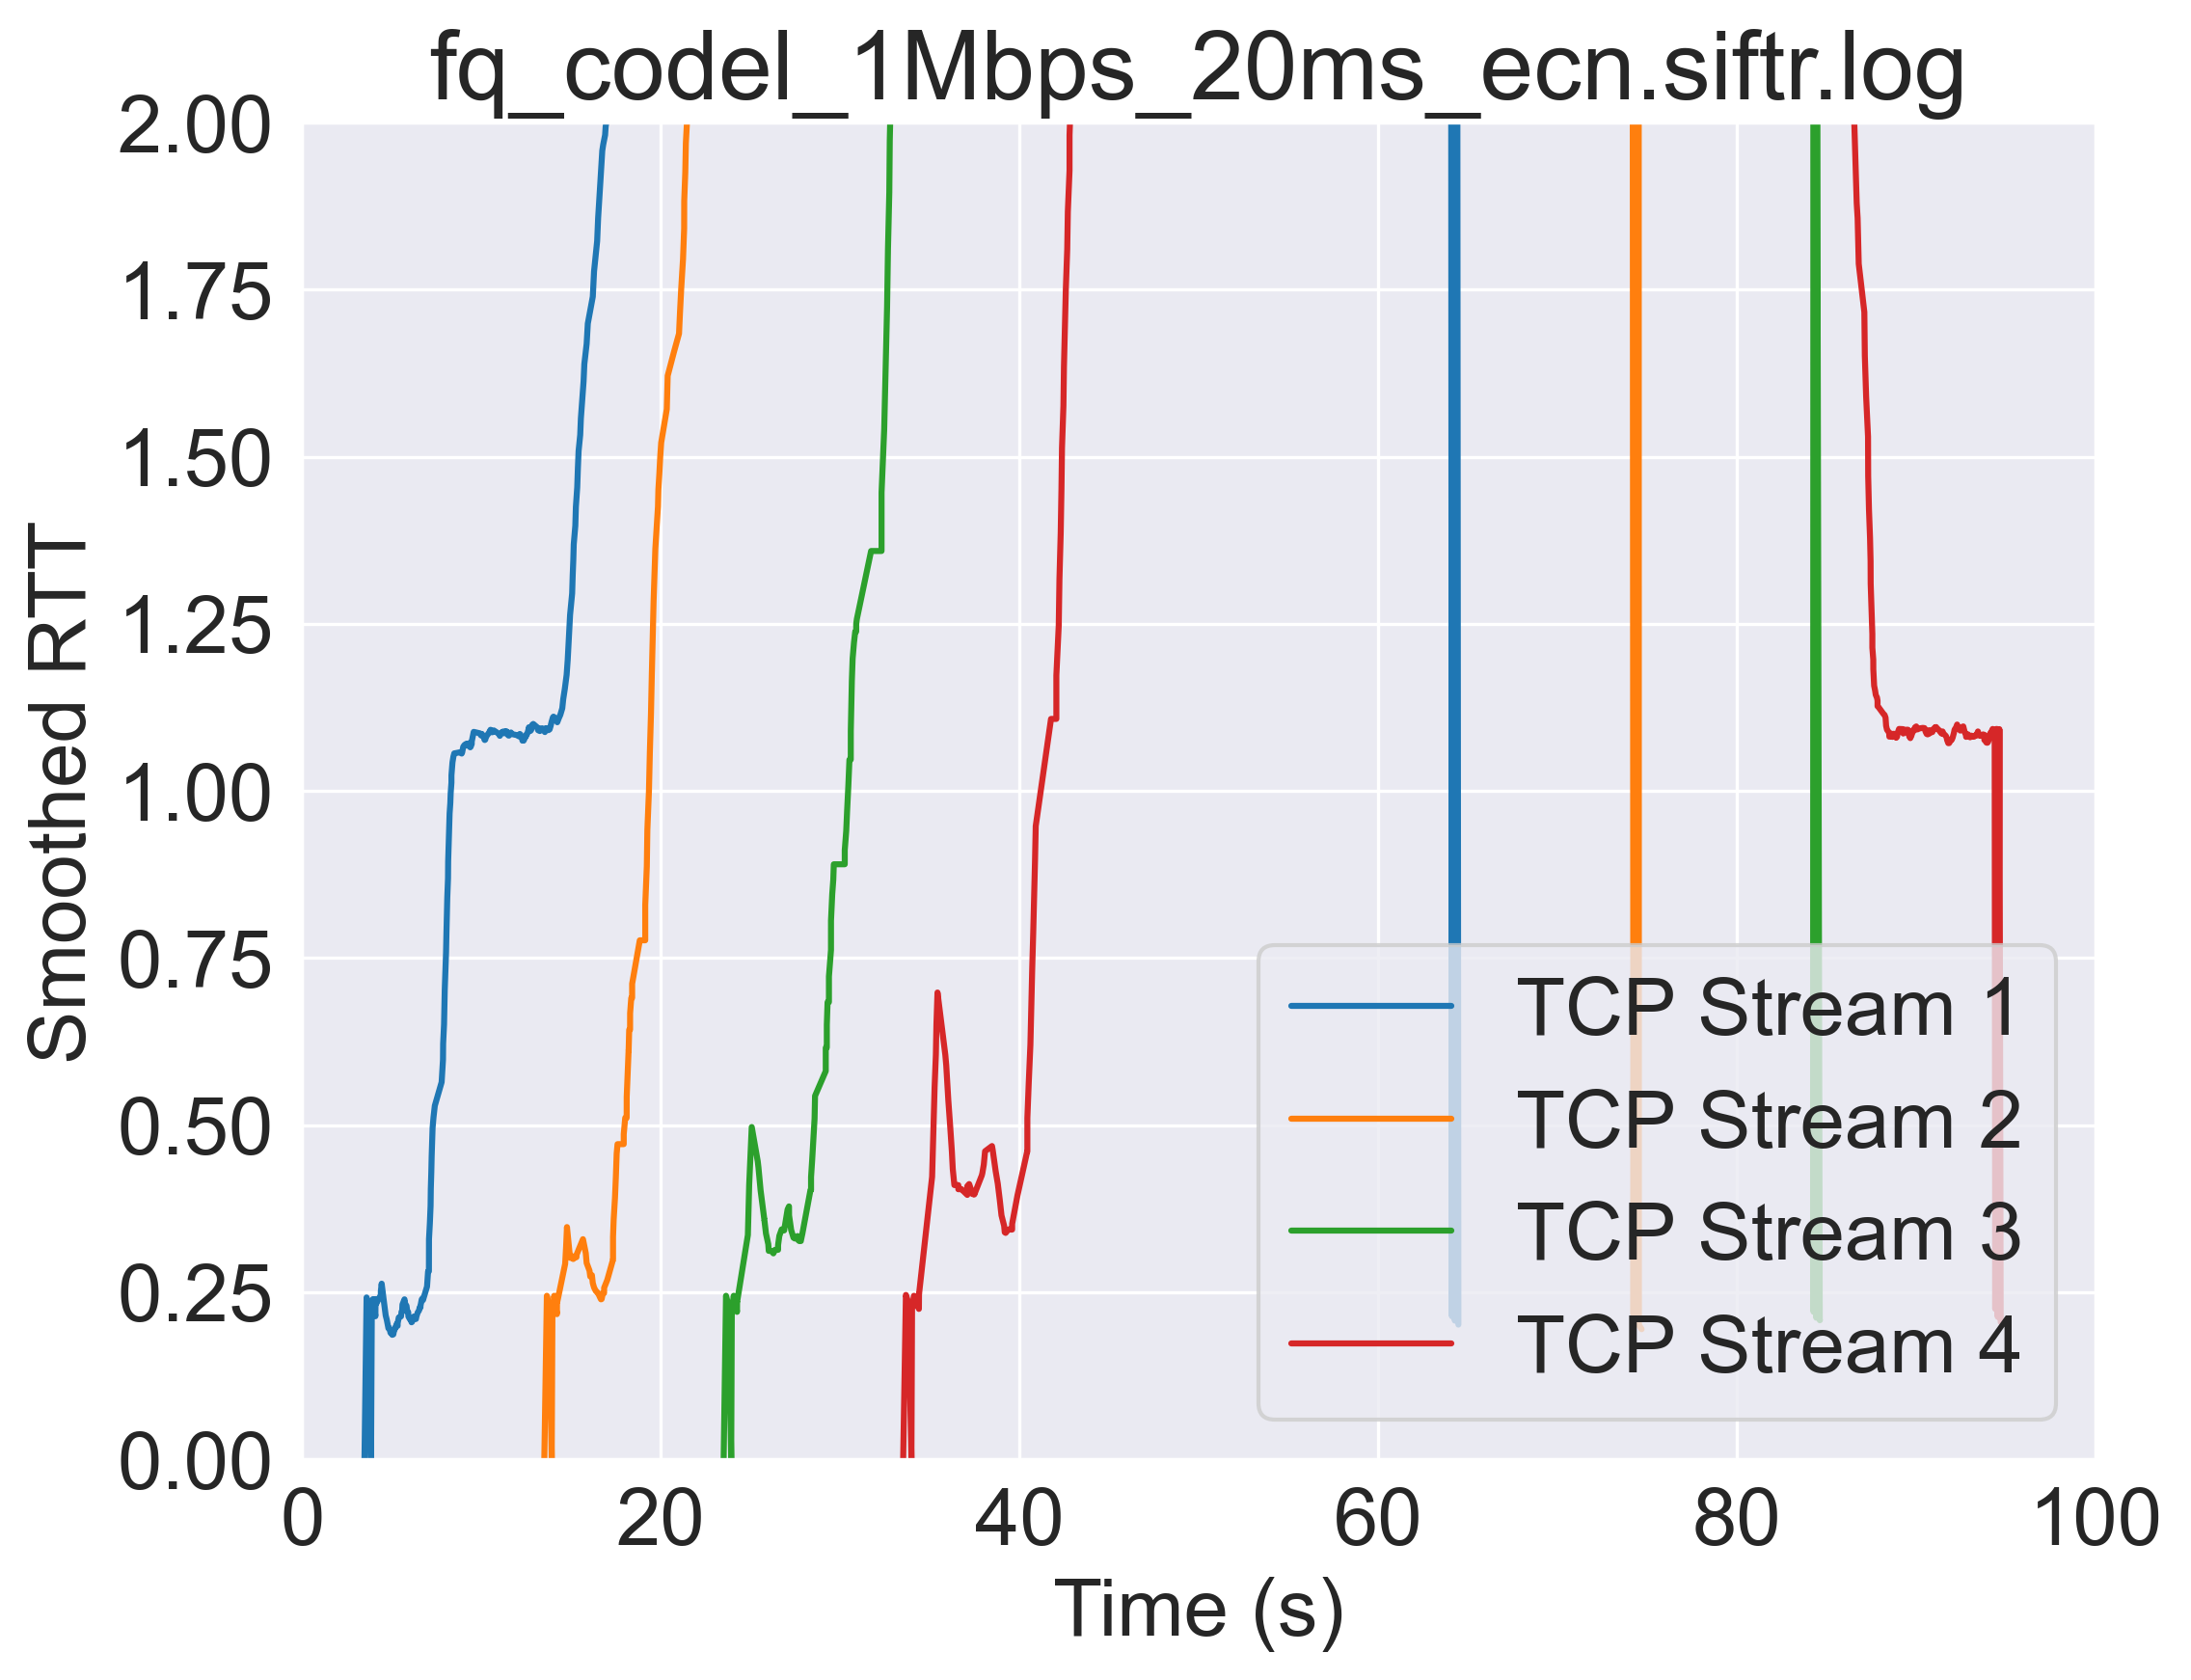 fq_codel_1Mbps_20ms_ecn.siftr.log
2.00
1.75
1.50
1.25
1.00
0.75
0.50
0.25
0.00
Smoothed RTT
TCP Stream 1
TCP Stream 2
TCP Stream 3
TCP Stream 4
0 20 40 60 80 100
Time (s)